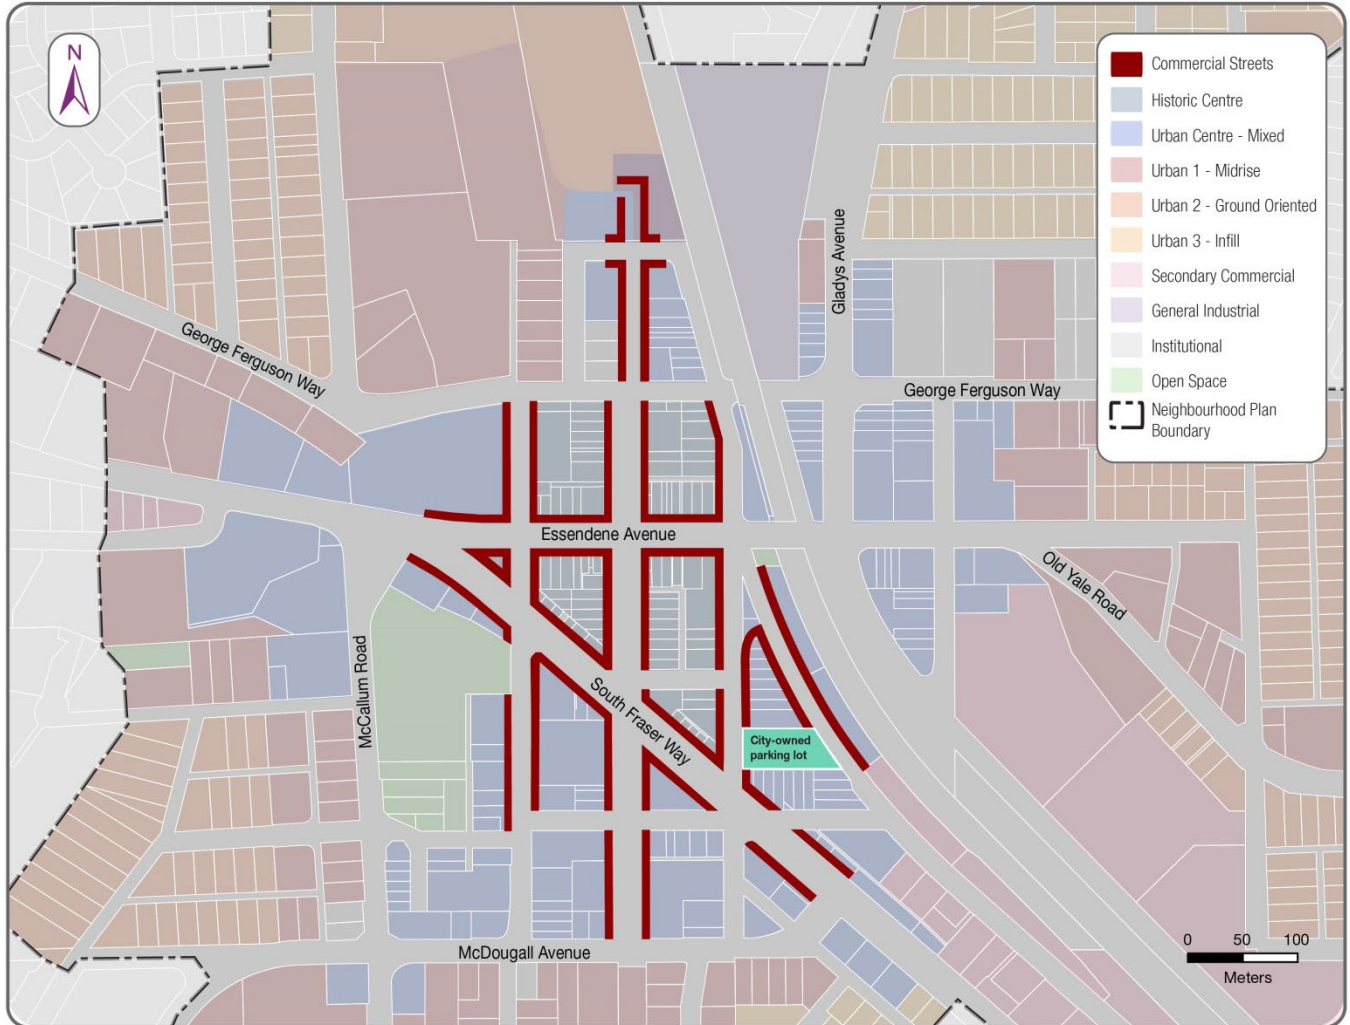 N
Commercial Streets
Historic Centre
Urban Centre - Mixed
Urban 1 - Midrise
Urban 2 - Ground Oriented
Urban 3 - Infill
Secondary Commercial
General Industrial
Institutional
Open Space
Neighbourhood Plan
Boundary
Gladys Avenue
George Ferguson Way
George Ferguson Way
Essendene Avenue
Old Yale Road
McCallum Road
South Fraser Way
City-owned
parking lot
McDougall Avenue
0 50 100
Meters